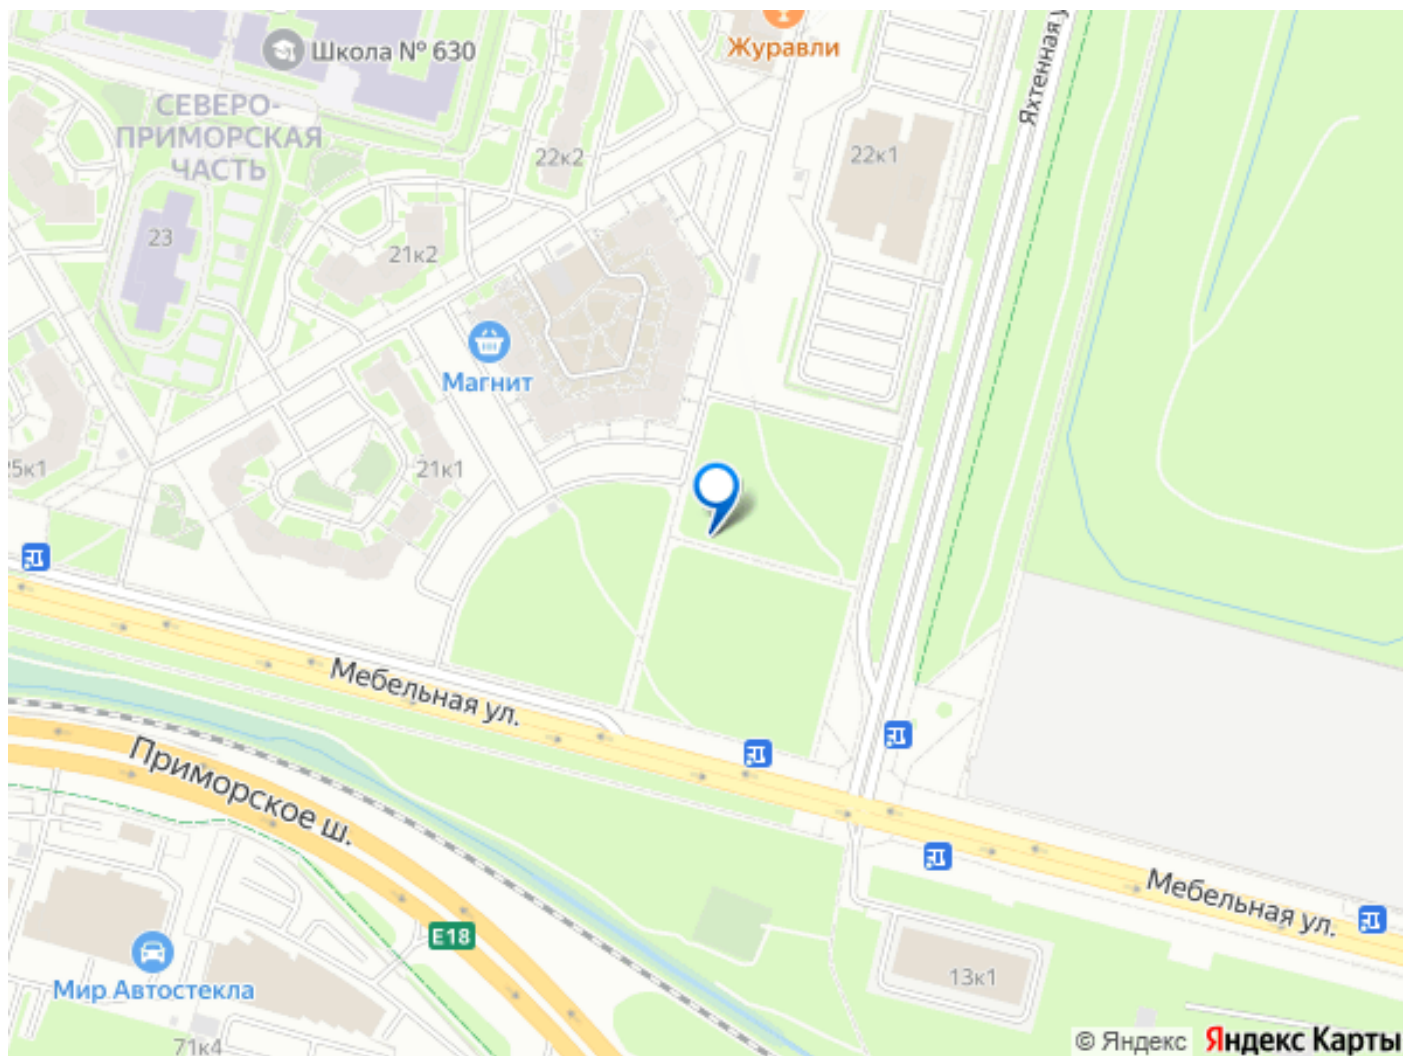 Журавли
Школа № 630
Яхтенная у
СЕВЕРО-
ПРИМОРСКАЯ
ЧАСТЬ
22к2
22к1
23
21к2
Магнит
25к1
21к1
Мебельная ул.
Приморское ш.
Мебельная ул.
E18
13к1
Мир Автостекла
71к4
© Яндекс Яндекс Карты